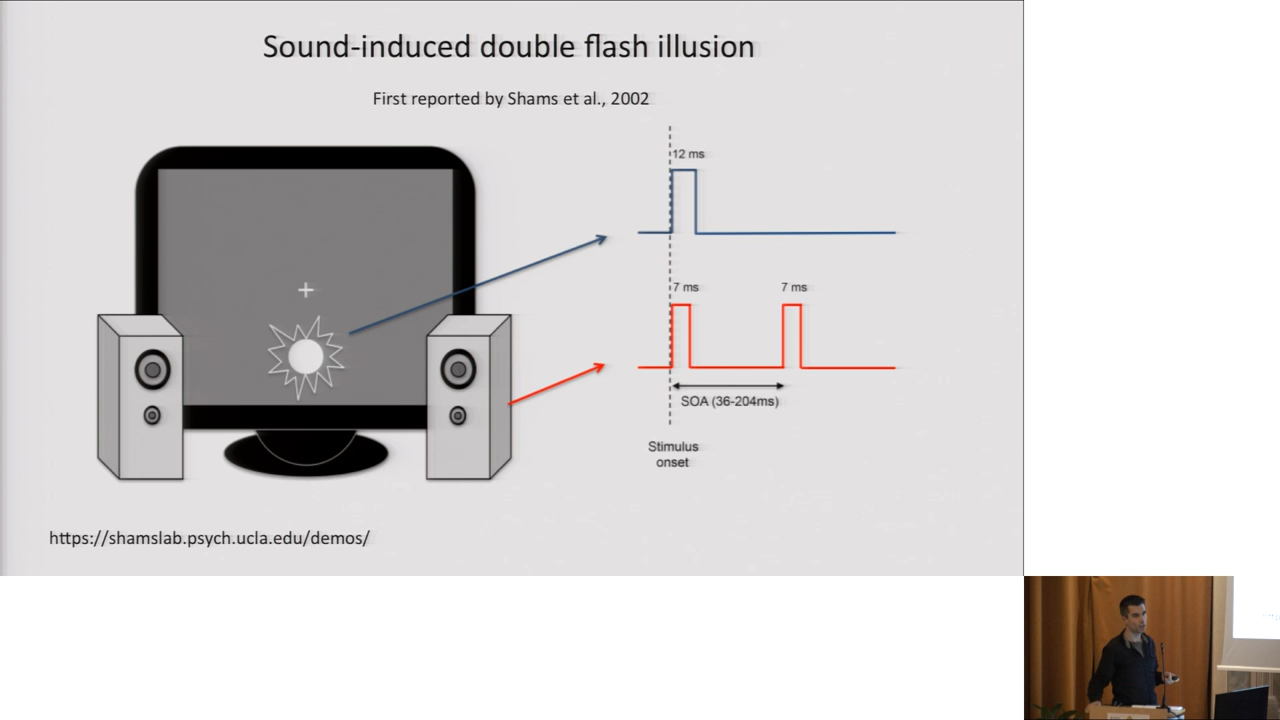 Sound-induced double flash illusion
First reported by Shams et al., 2002
12 ms
7 ms
7 ms
SOA (36-204ms)
Stimulus
onset
https://shamslab.psych.ucla.edu/demos/